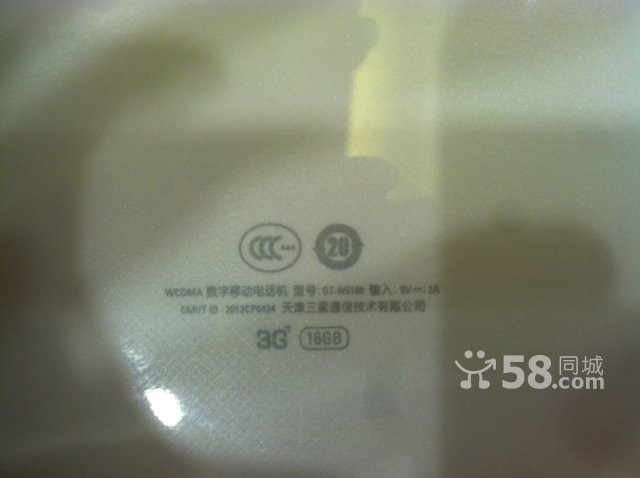 CCC S&E
20
WCDMA 数字移动电话机 型号: GT-N5100 输入: 5V⎓; 2A
CMIIT ID : 2013CP0424 天津三星通信技术有限公司
3G 16GB
58同城
.com